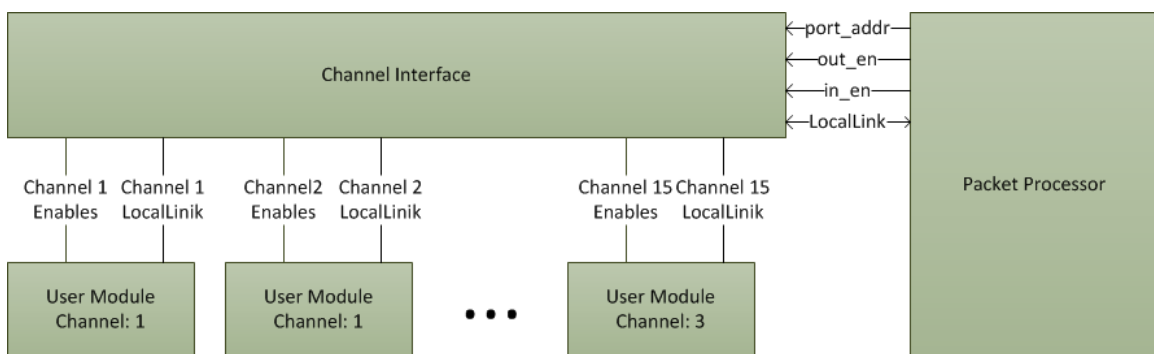 Channel Interface
port_addr
out_en
in_en
LocalLink
Packet Processor
Channel 1
Enables
Channel 1
LocalLinik
Channel2
Enables
Channel 2
LocalLinik
Channel 15
Enables
Channel 15
LocalLinik
User Module
Channel: 1
User Module
Channel: 1
User Module
Channel: 3